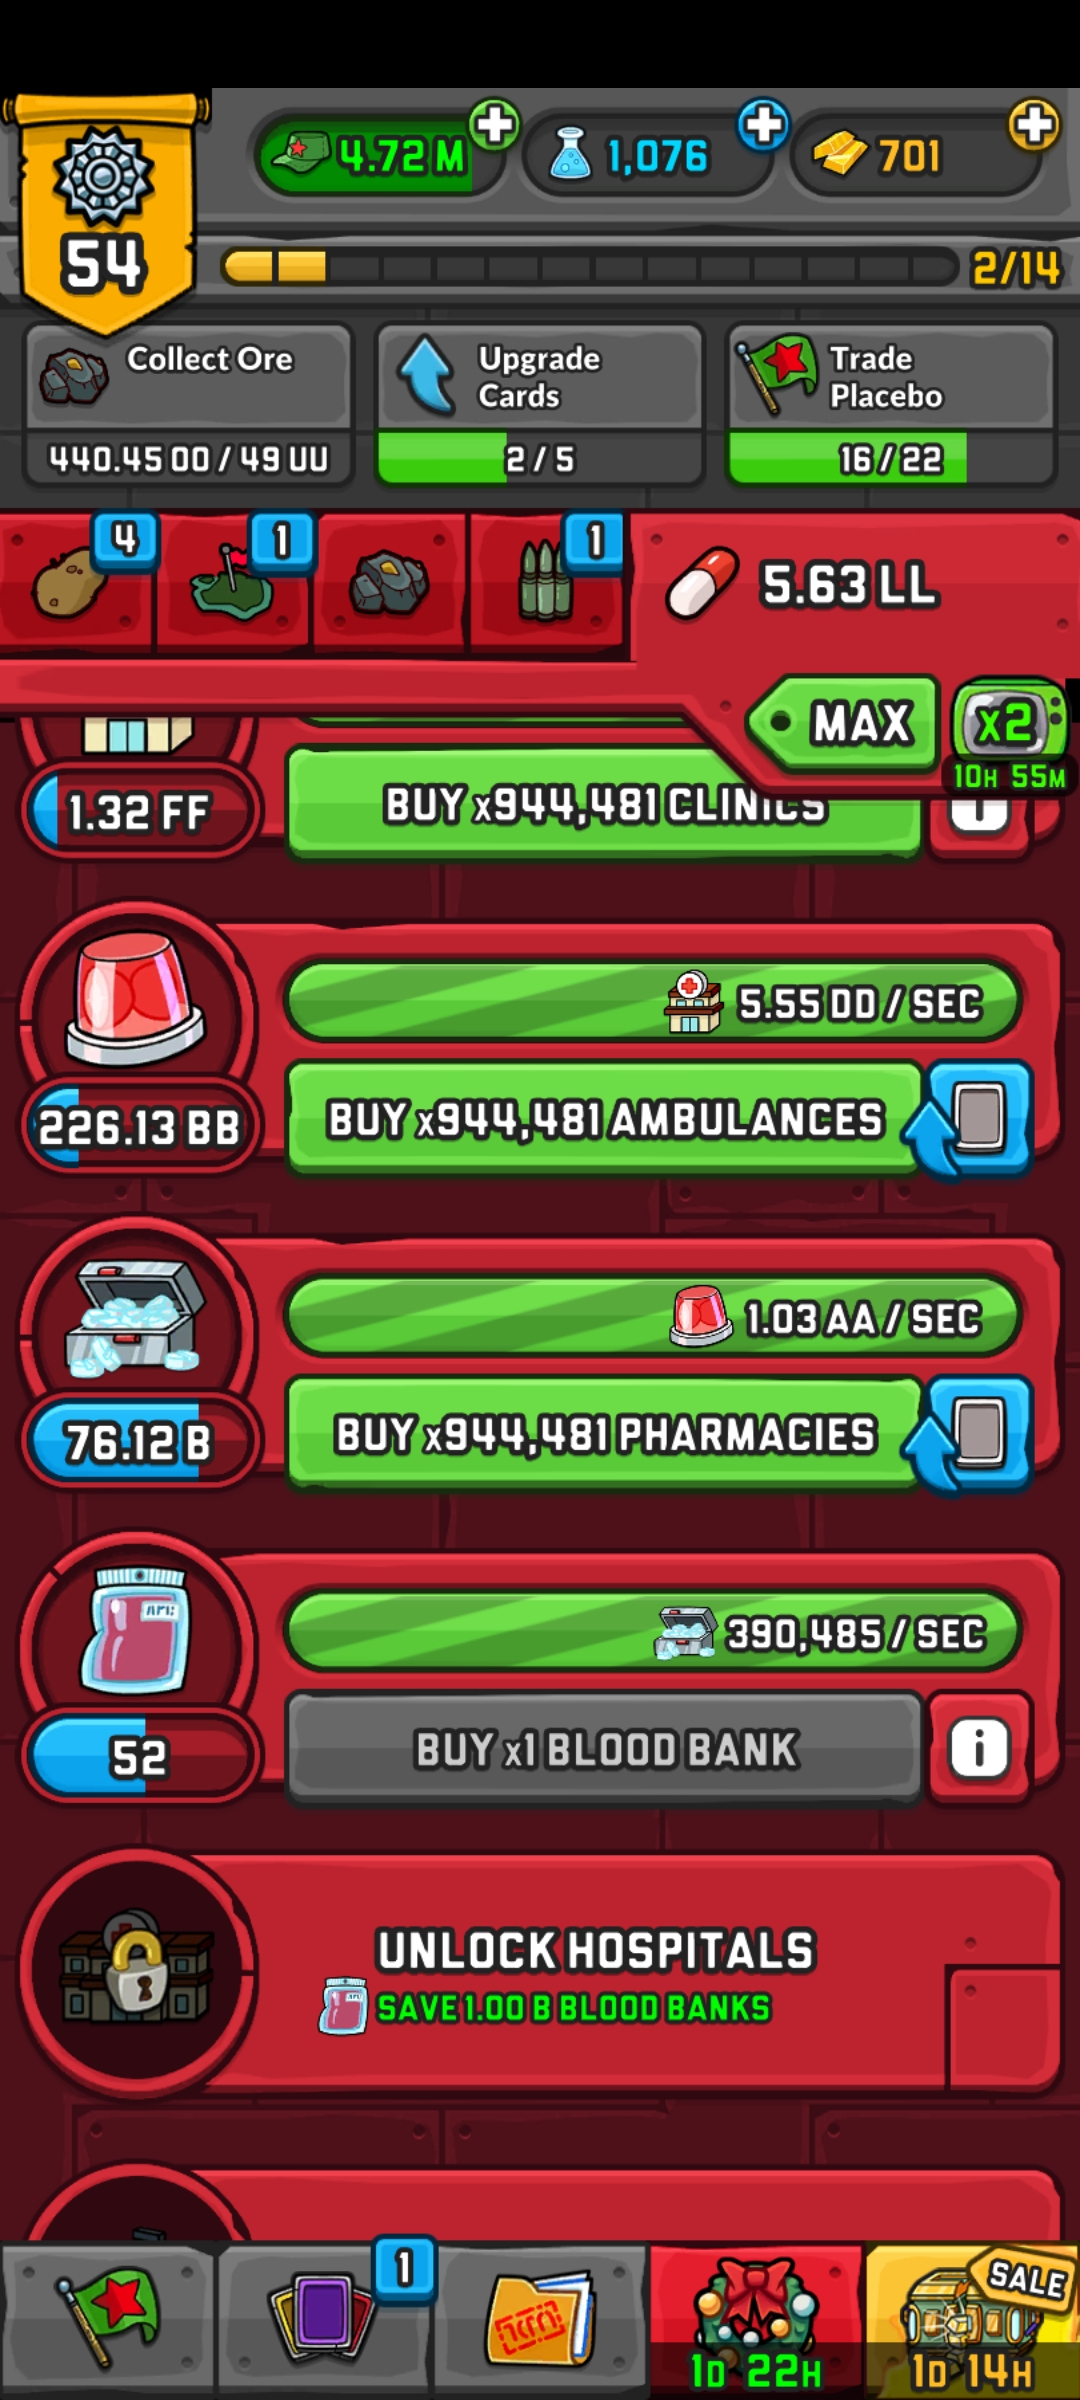 4.72 M
1,076
701
54
2/14
Collect Ore
440.45 OO / 49 UU
Upgrade
Cards
2 / 5
Trade
Placebo
16 / 22
4
1
1
5.63 LL
MAX
x2
10H 55M
1.32 FF
BUY x944,481 CLINICS
5.55 DD / SEC
226.13 BB
BUY x944,481 AMBULANCES
1.03 AA / SEC
76.12 B
BUY x944,481 PHARMACIES
390,485 / SEC
52
BUY x1 BLOOD BANK
i
UNLOCK HOSPITALS
SAVE 1.00 B BLOOD BANKS
1
SALE
1D 22H
1D 14H